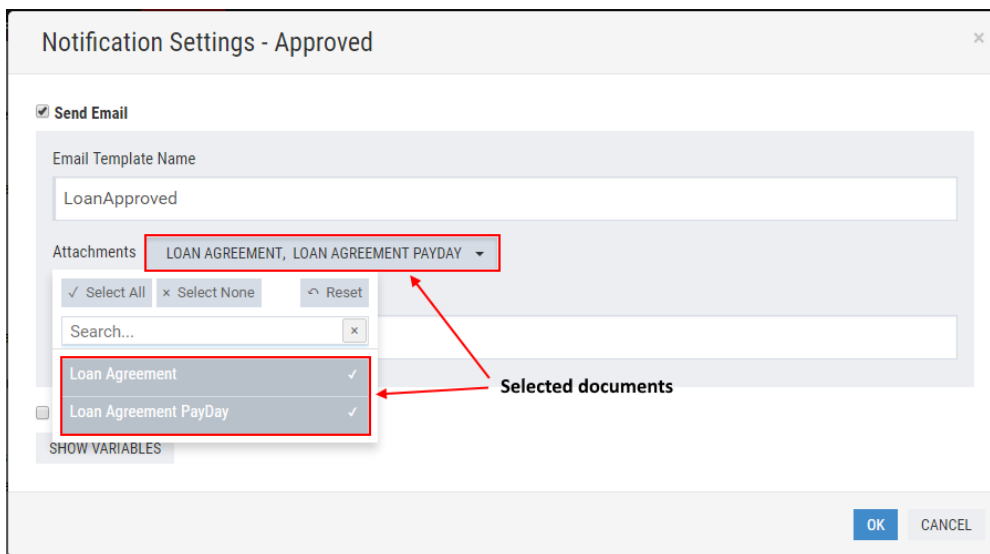 Notification Settings - Approved
×
Send Email
Email Template Name
LoanApproved
Attachments LOAN AGREEMENT, LOAN AGREEMENT PAYDAY
✓ Select All × Select None Reset
Search... ×
Loan Agreement ✓
Selected documents
Loan Agreement PayDay ✓
SHOW VARIABLES
OK CANCEL